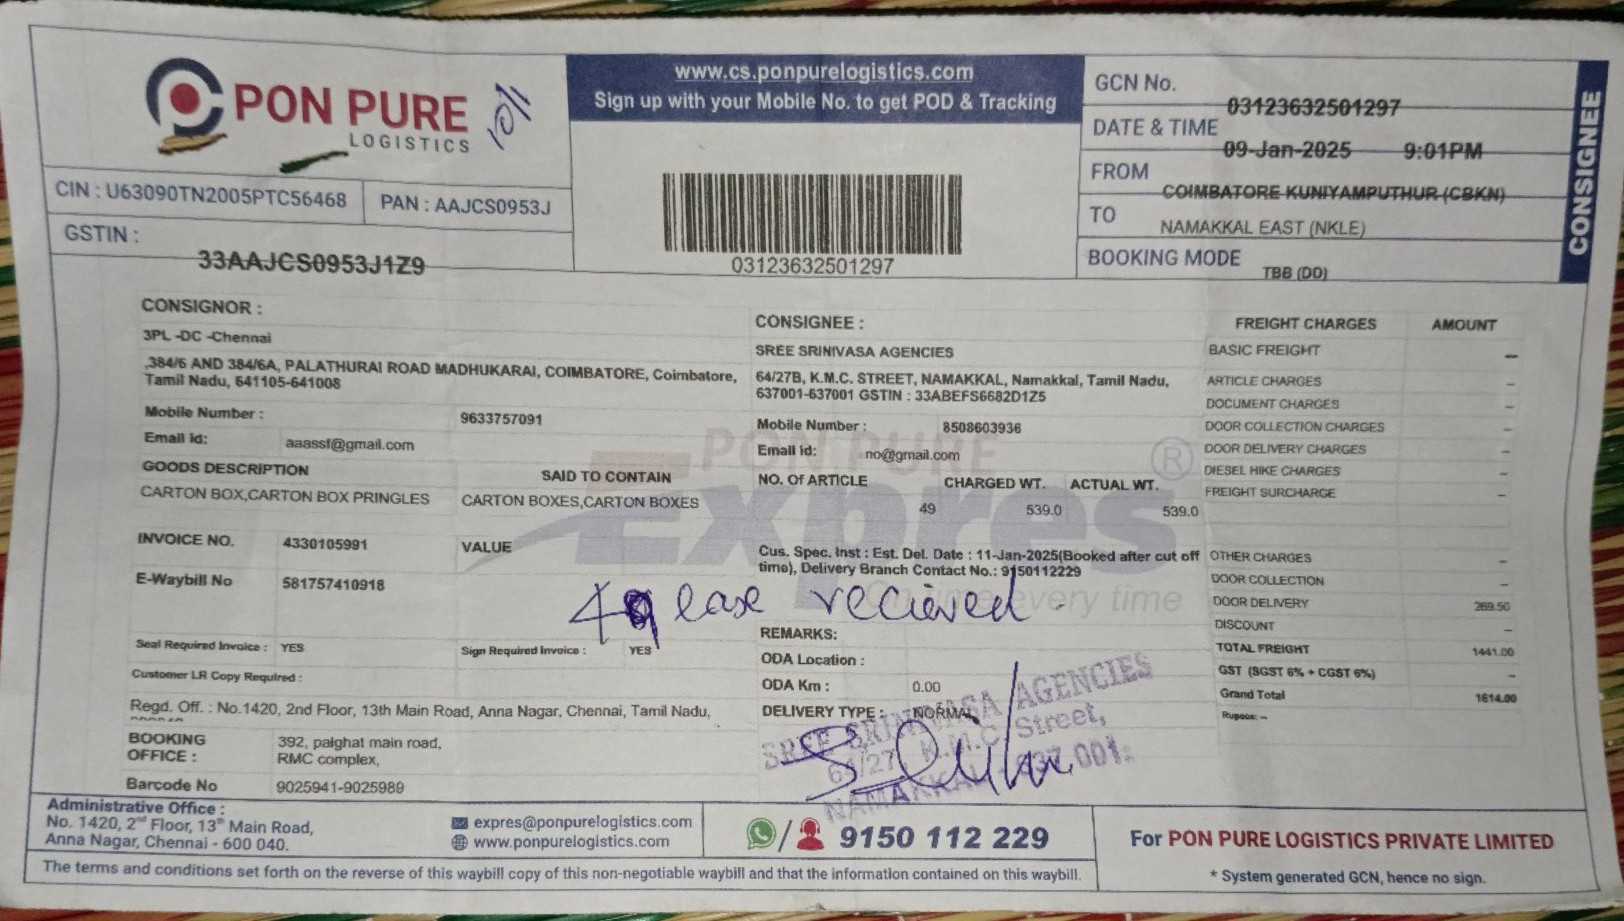 PON PURE
LOGISTICS
10/1
www.cs.ponpurelogistics.com
Sign up with your Mobile No. to get POD & Tracking
03123632501297
GCN No. 03123632501297
DATE & TIME 09-Jan-2025 9:01PM
FROM COIMBATORE KUNIYAMPUTHUR (CBKN)
TO NAMAKKAL EAST (NKLE)
BOOKING MODE TBB (DD)
CONSIGNEE
CIN : U63090TN2005PTC56468 PAN : AAJCS0953J
GSTIN : 33AAJCS0953J1Z9
CONSIGNOR :
3PL -DC -Chennai
,384/6 AND 384/6A, PALATHURAI ROAD MADHUKARAI, COIMBATORE, Coimbatore,
Tamil Nadu, 641105-641008
Mobile Number : 9633757091
Email Id: aaassf@gmail.com
CONSIGNEE :
SREE SRINIVASA AGENCIES
64/27B, K.M.C. STREET, NAMAKKAL, Namakkal, Tamil Nadu,
637001-637001 GSTIN : 33ABEFS6682D1Z5
Mobile Number : 8508603936
Email Id: no@gmail.com
GOODS DESCRIPTION SAID TO CONTAIN
CARTON BOX,CARTON BOX PRINGLES CARTON BOXES,CARTON BOXES
NO. Of ARTICLE CHARGED WT. ACTUAL WT.
49 539.0 539.0
INVOICE NO. 4330105991 VALUE
E-Waybill No 581757410918
Cus. Spec. Inst : Est. Del. Date : 11-Jan-2025(Booked after cut off
time), Delivery Branch Contact No.: 9150112229
PON PURE
Expres ®
On time every time
49 case recieved
Seal Required Invoice : YES Sign Required Invoice : YES
Customer LR Copy Required :
REMARKS:
ODA Location :
ODA Km : 0.00
DELIVERY TYPE : NORMAL
SREE SRINIVASA AGENCIES
64/27 K.M.C. Street,
NAMAKKAL 637 001.
Regd. Off. : No.1420, 2nd Floor, 13th Main Road, Anna Nagar, Chennai, Tamil Nadu,
BOOKING OFFICE : 392, palghat main road,
RMC complex,
Barcode No 9025941-9025989
FREIGHT CHARGES AMOUNT
BASIC FREIGHT –
ARTICLE CHARGES –
DOCUMENT CHARGES –
DOOR COLLECTION CHARGES –
DOOR DELIVERY CHARGES –
DIESEL HIKE CHARGES –
FREIGHT SURCHARGE –
OTHER CHARGES –
DOOR COLLECTION –
DOOR DELIVERY 269.50
DISCOUNT –
TOTAL FREIGHT 1441.00
GST (SGST 6% + CGST 6%) –
Grand Total 1614.00
Rupees: –
Administrative Office :
No. 1420, 2nd Floor, 13th Main Road,
Anna Nagar, Chennai - 600 040.
expres@ponpurelogistics.com
www.ponpurelogistics.com
9150 112 229
For PON PURE LOGISTICS PRIVATE LIMITED
* System generated GCN, hence no sign.
The terms and conditions set forth on the reverse of this waybill copy of this non-negotiable waybill and that the information contained on this waybill.